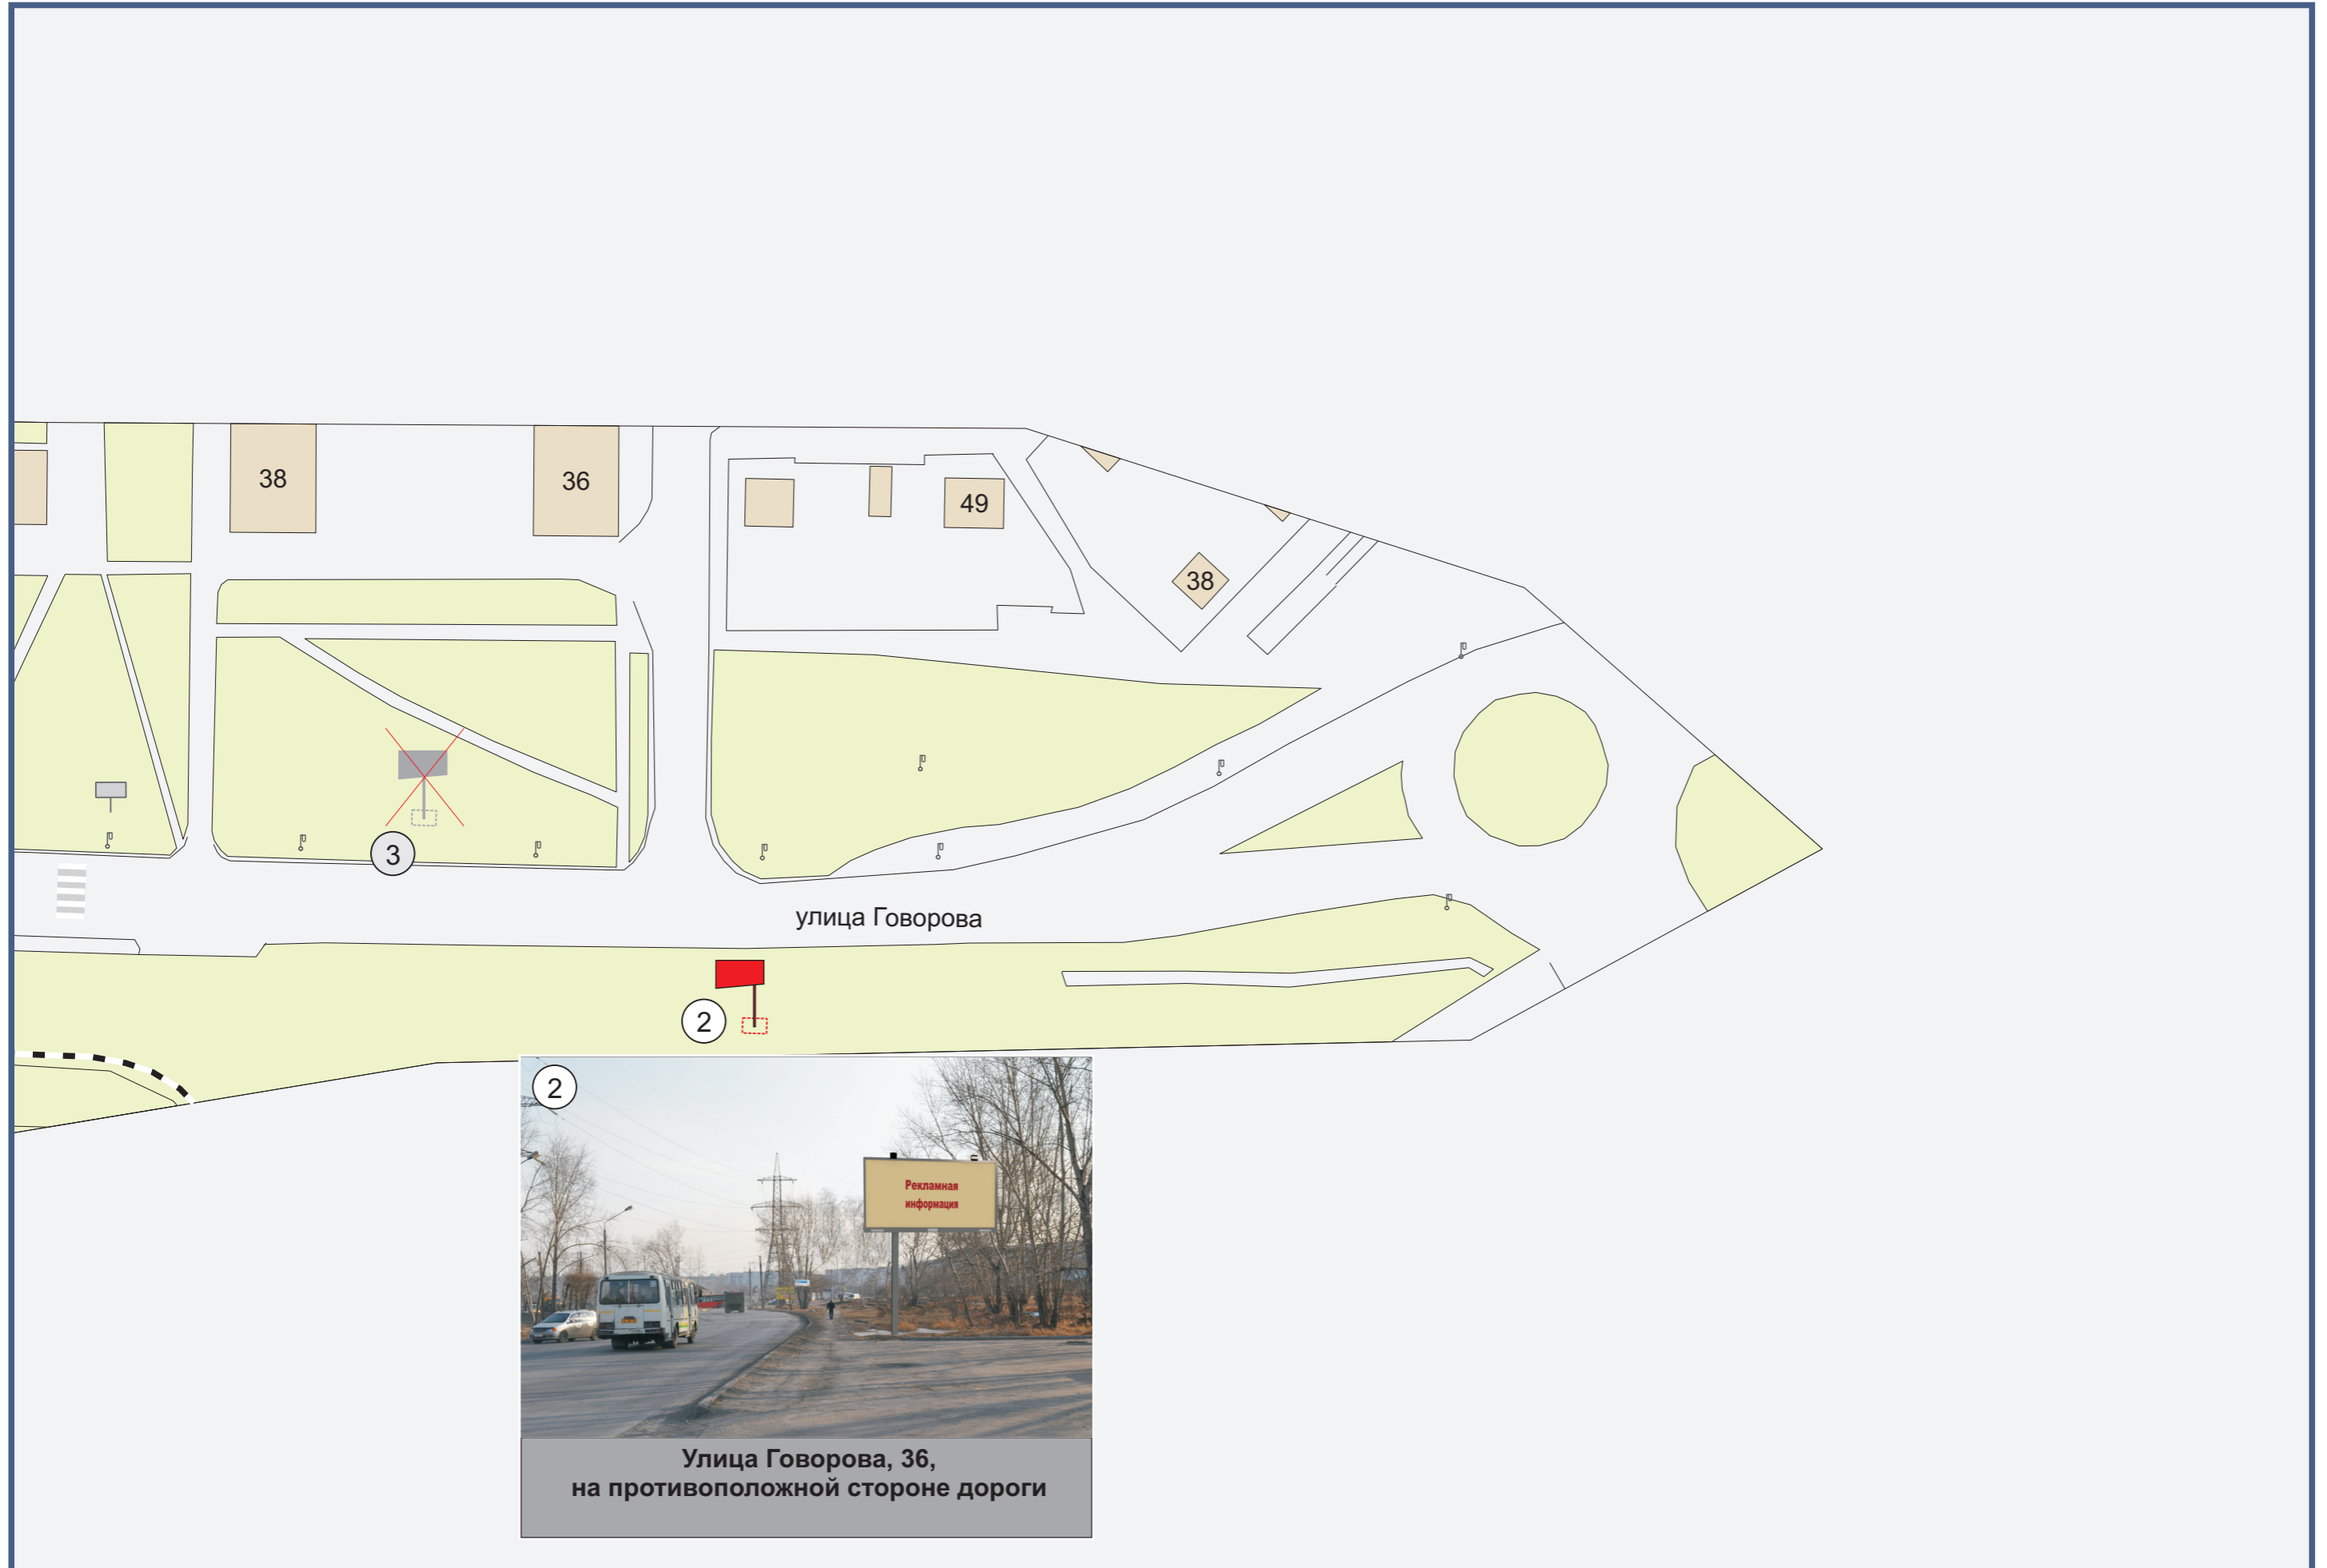 38
36
49
38
3
улица Говорова
2
2
Рекламная
информация
Улица Говорова, 36,
на противоположной стороне дороги